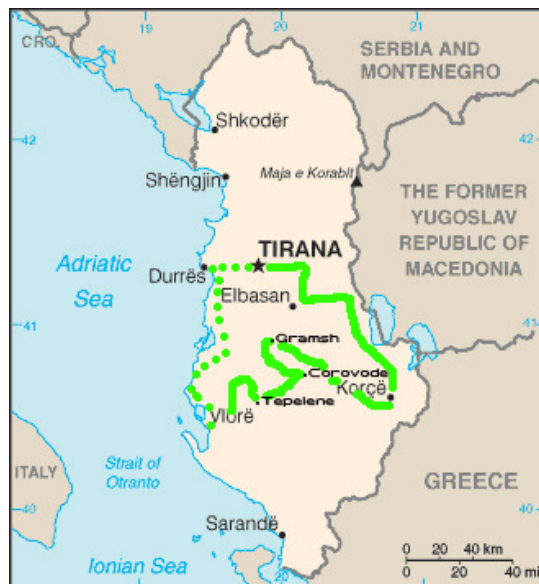 19
20
CRO.
SERBIA AND
MONTENEGRO
42
42
Shkodër
Maja e Korabit
Shëngjin
THE FORMER
YUGOSLAV
REPUBLIC OF
MACEDONIA
TIRANA
Adriatic
Sea
Durrës
Elbasan
41
41
Gramsh
Corovode
Korçë
Tepelene
Vlorë
ITALY
Strait of
Otranto
GREECE
40
40
Sarandë
Ionian Sea
20
0 20 40 km
0 20 40 mi